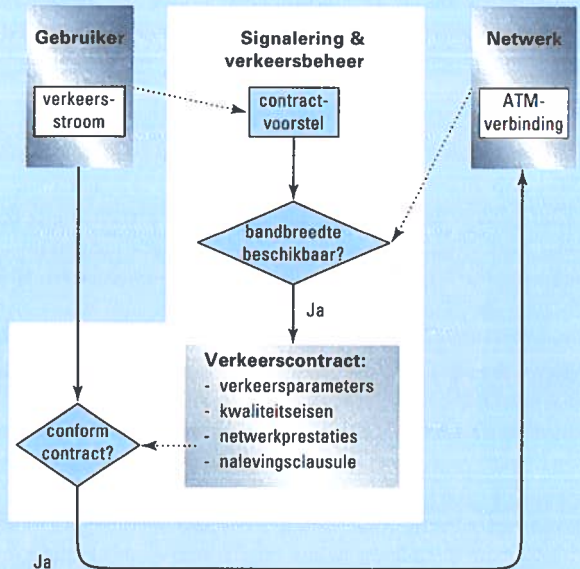 Gebruiker
verkeers-
stroom
Signalering &
verkeersbeheer
contract-
voorstel
Netwerk
ATM-
verbinding
bandbreedte
beschikbaar?
Ja
Verkeerscontract:
- verkeersparameters
- kwaliteitseisen
- netwerkprestaties
- nalevingsclausule
conform
contract?
Ja